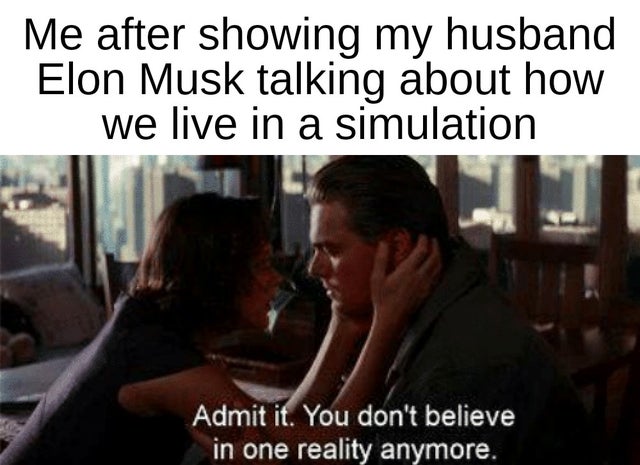 Me after showing my husband
Elon Musk talking about how
we live in a simulation
Admit it. You don't believe
in one reality anymore.